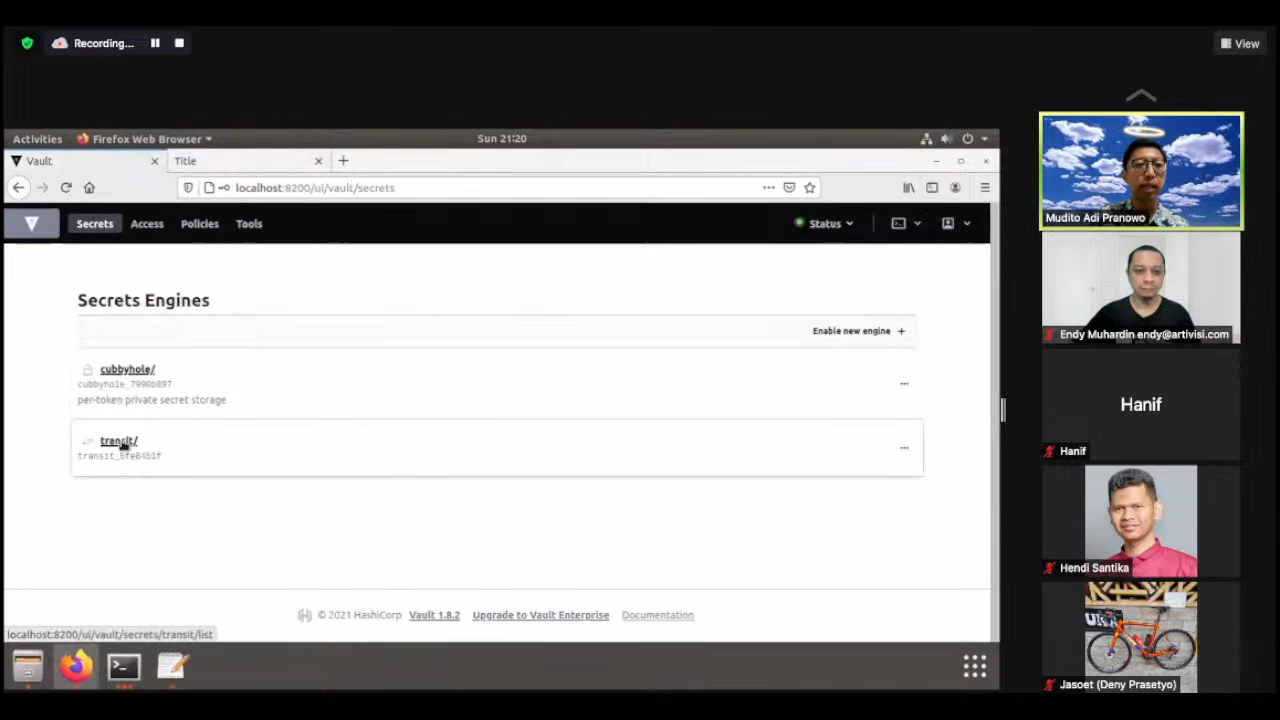 Recording...
View
Activities
Firefox Web Browser
Sun 21:20
Vault
Title
localhost:8200/ui/vault/secrets
Secrets
Access
Policies
Tools
Status
Secrets Engines
Enable new engine +
cubbyhole/
cubbyhole_7990b897
per-token private secret storage
transit/
transit_5fe8451f
© 2021 HashiCorp
Vault 1.8.2
Upgrade to Vault Enterprise
Documentation
localhost:8200/ui/vault/secrets/transit/list
Mudito Adi Pranowo
Endy Muhardin endy@artivisi.com
Hanif
Hanif
Hendi Santika
Jasoet (Deny Prasetyo)